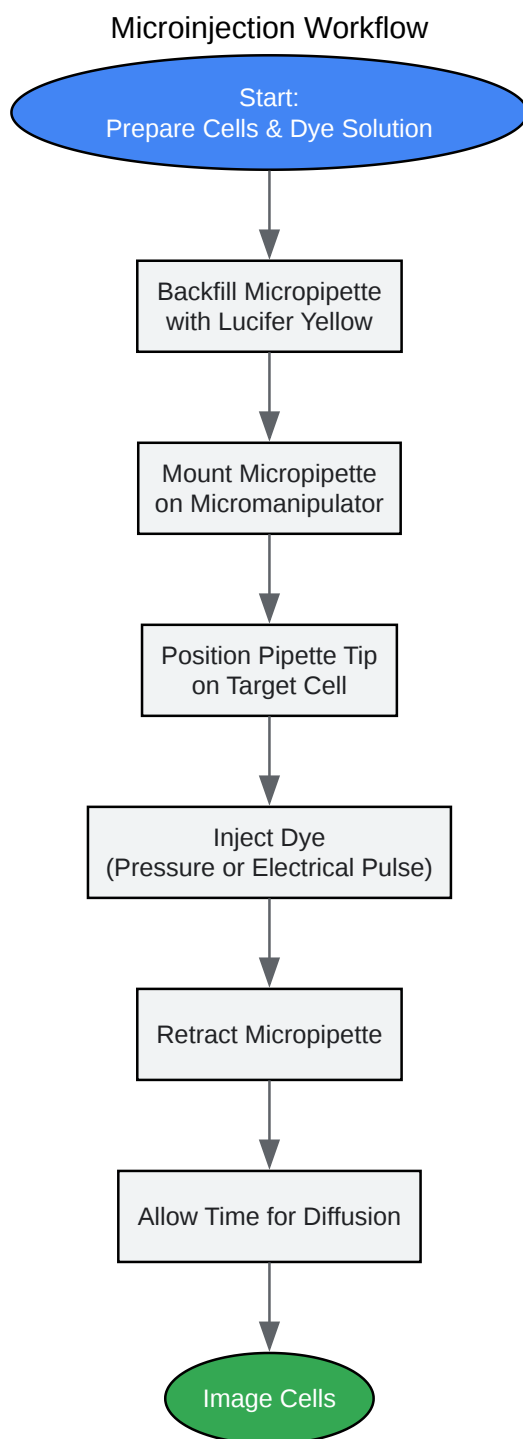 Microinjection Workflow
Start:
Prepare Cells & Dye Solution
Backfill Micropipette
with Lucifer Yellow
Mount Micropipette
on Micromanipulator
Position Pipette Tip
on Target Cell
Inject Dye
(Pressure or Electrical Pulse)
Retract Micropipette
Allow Time for Diffusion
Image Cells